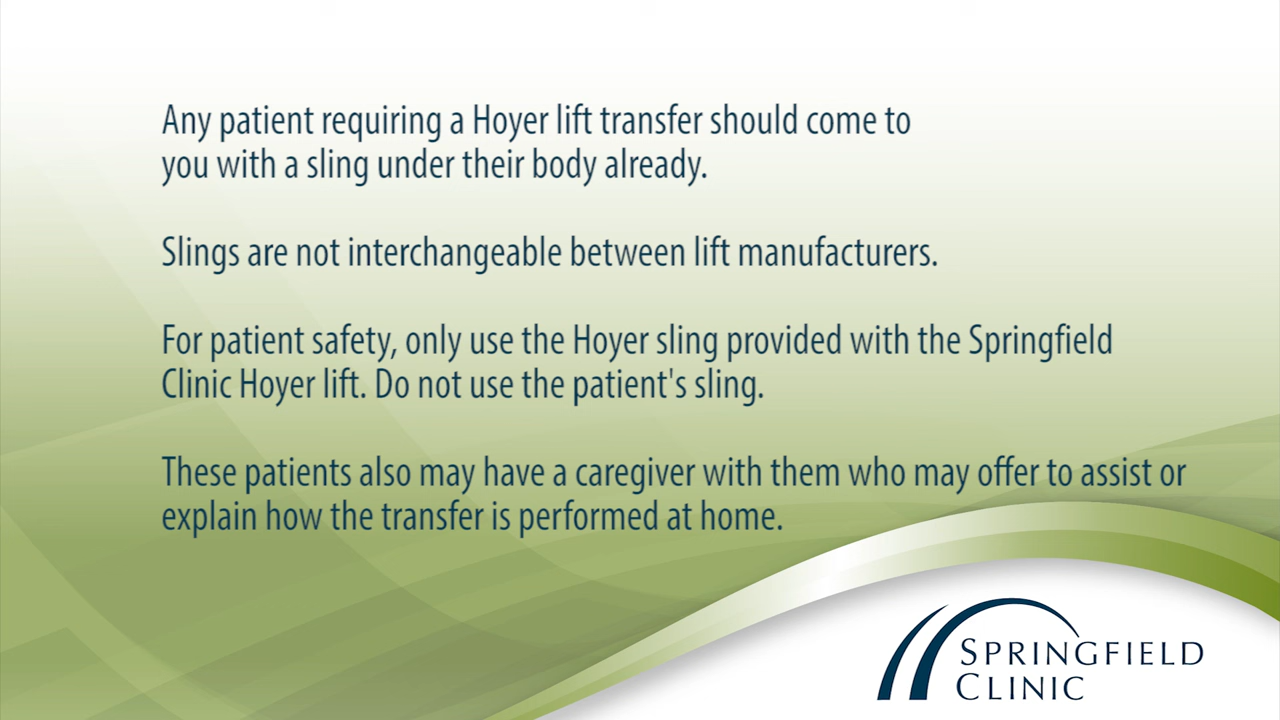 Any patient requiring a Hoyer lift transfer should come to
you with a sling under their body already.
Slings are not interchangeable between lift manufacturers.
For patient safety, only use the Hoyer sling provided with the Springfield
Clinic Hoyer lift. Do not use the patient's sling.
These patients also may have a caregiver with them who may offer to assist or
explain how the transfer is performed at home.
SPRINGFIELD
CLINIC